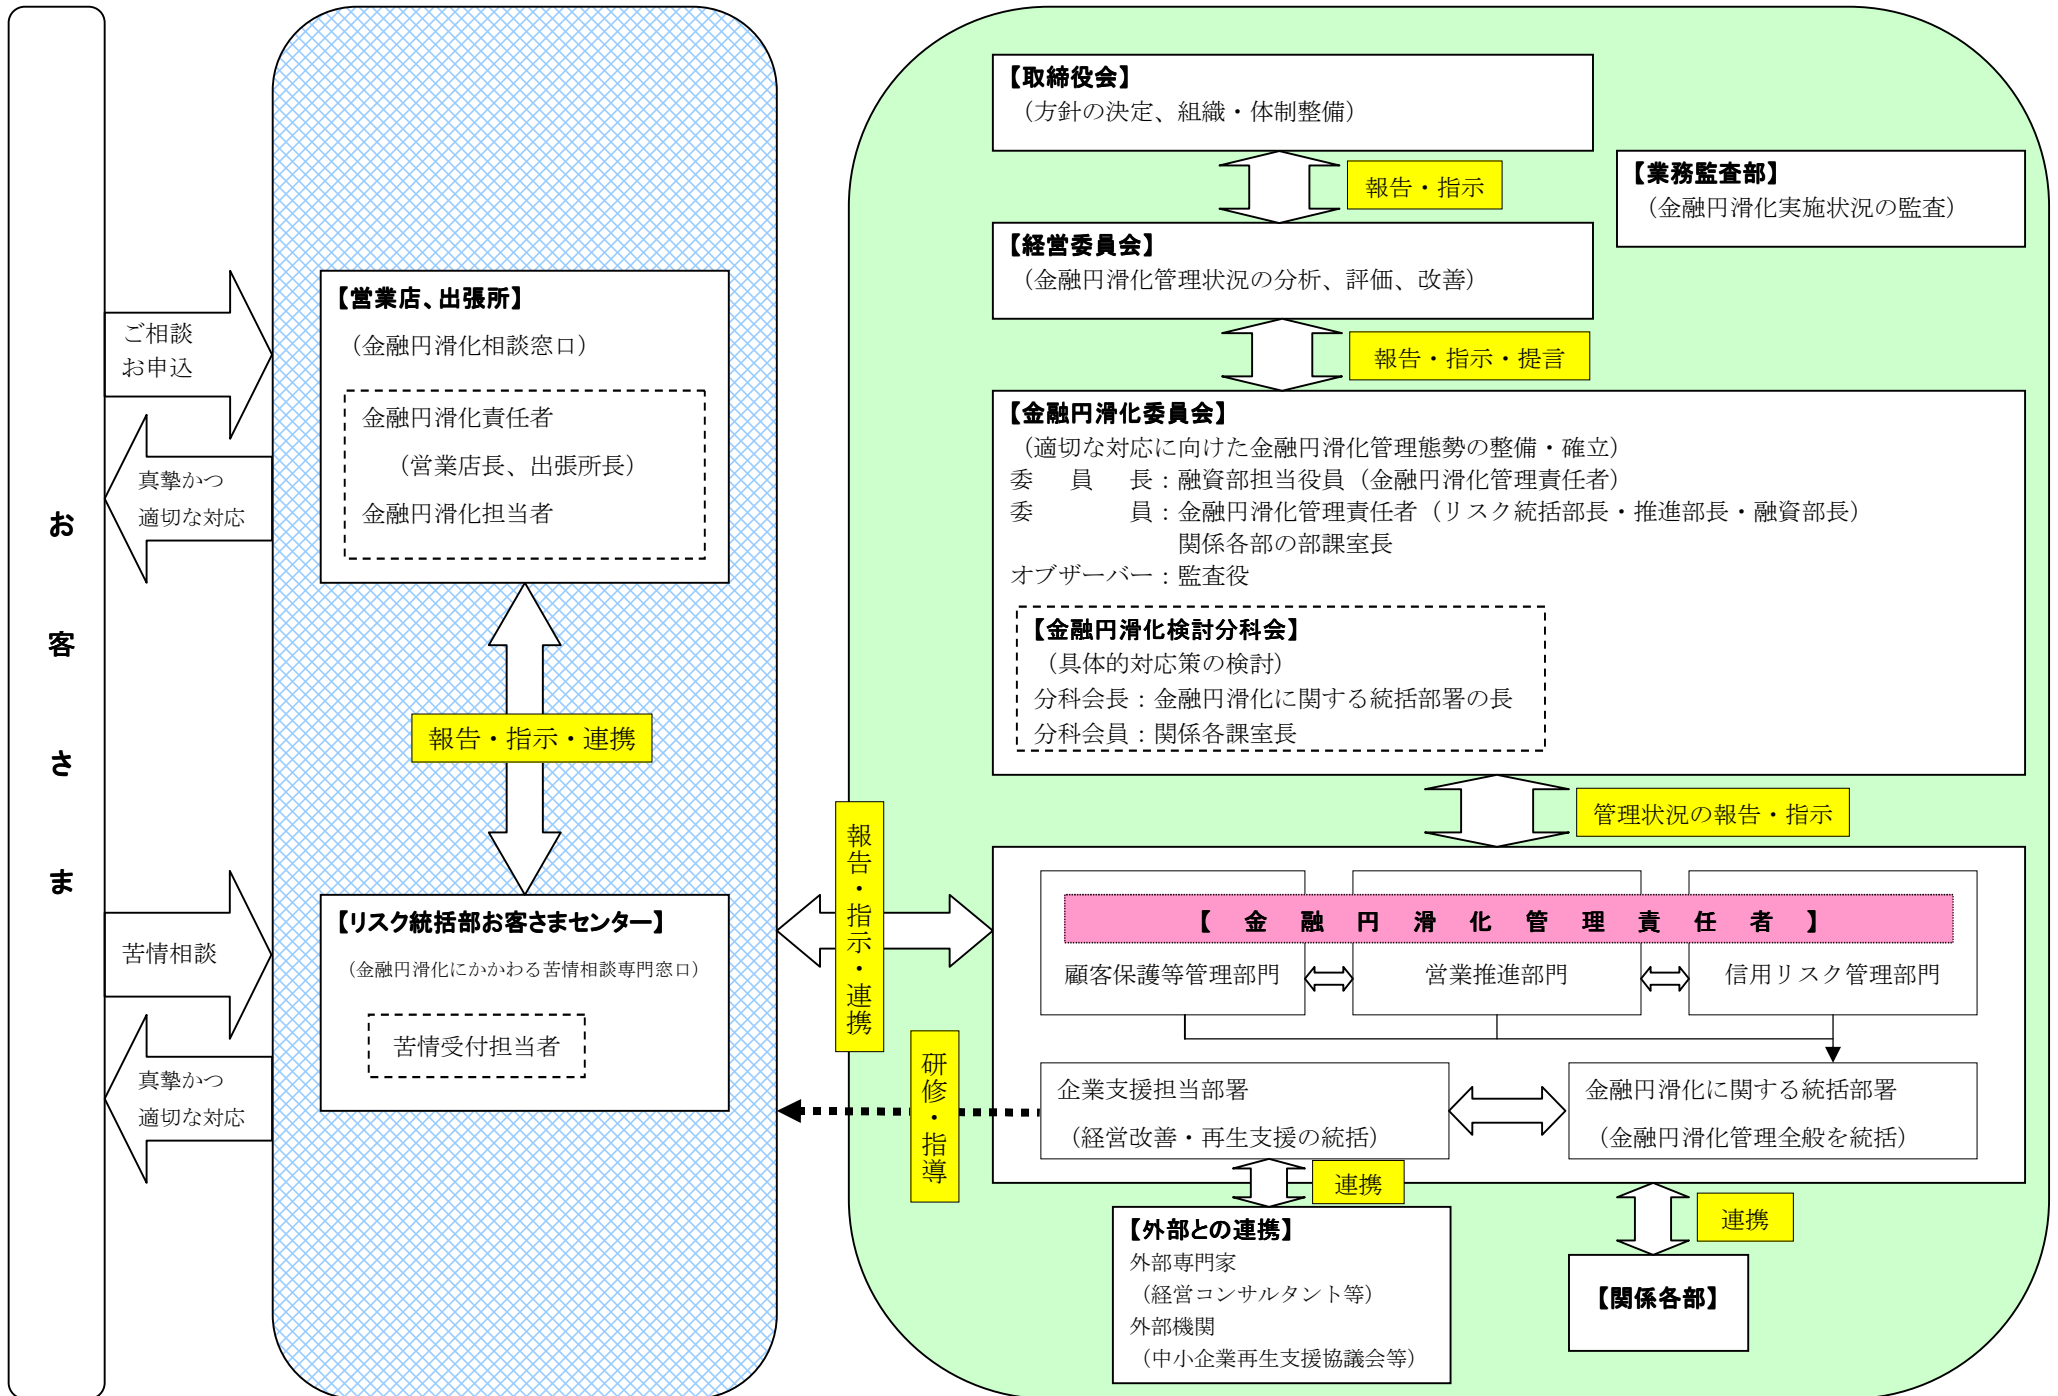 お客さま
ご相談
お申込
真摯かつ
適切な対応
苦情相談
真摯かつ
適切な対応
【営業店、出張所】
（金融円滑化相談窓口）
金融円滑化責任者
（営業店長、出張所長）
金融円滑化担当者
報告・指示・連携
【リスク統括部お客さまセンター】
（金融円滑化にかかわる苦情相談専門窓口）
苦情受付担当者
報告・指示・連携
研修・指導
【取締役会】
（方針の決定、組織・体制整備）
報告・指示
【業務監査部】
（金融円滑化実施状況の監査）
【経営委員会】
（金融円滑化管理状況の分析、評価、改善）
報告・指示・提言
【金融円滑化委員会】
（適切な対応に向けた金融円滑化管理態勢の整備・確立）
委　員　長：融資部担当役員（金融円滑化管理責任者）
委　　　員：金融円滑化管理責任者（リスク統括部長・推進部長・融資部長）
関係各部の部課室長
オブザーバー：監査役
【金融円滑化検討分科会】
（具体的対応策の検討）
分科会長：金融円滑化に関する統括部署の長
分科会員：関係各課室長
管理状況の報告・指示
【　金　融　円　滑　化　管　理　責　任　者　】
顧客保護等管理部門
営業推進部門
信用リスク管理部門
企業支援担当部署
（経営改善・再生支援の統括）
金融円滑化に関する統括部署
（金融円滑化管理全般を統括）
連携
連携
【外部との連携】
外部専門家
（経営コンサルタント等）
外部機関
（中小企業再生支援協議会等）
【関係各部】